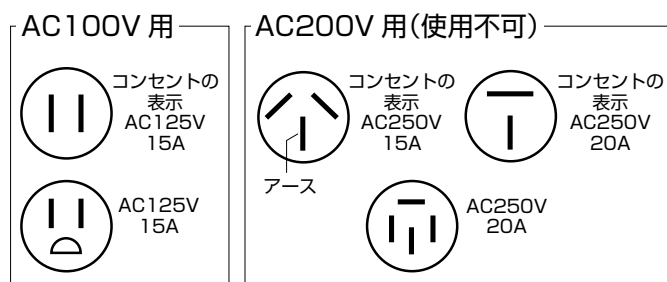 AC100V 用
コンセントの
表示
AC125V
15A
AC125V
15A
AC200V 用(使用不可)
コンセントの
表示
AC250V
15A
アース
コンセントの
表示
AC250V
20A
AC250V
20A